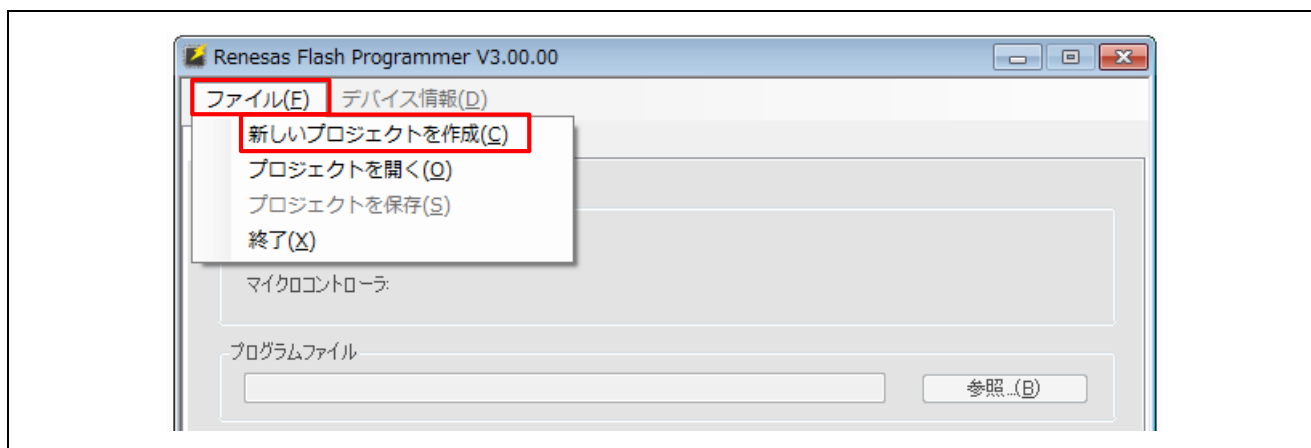 Renesas Flash Programmer V3.00.00
ファイル(F) デバイス情報(D)
新しいプロジェクトを作成(C)
プロジェクトを開く(O)
プロジェクトを保存(S)
終了(X)
マイクロコントローラ:
プログラムファイル
参照...(B)